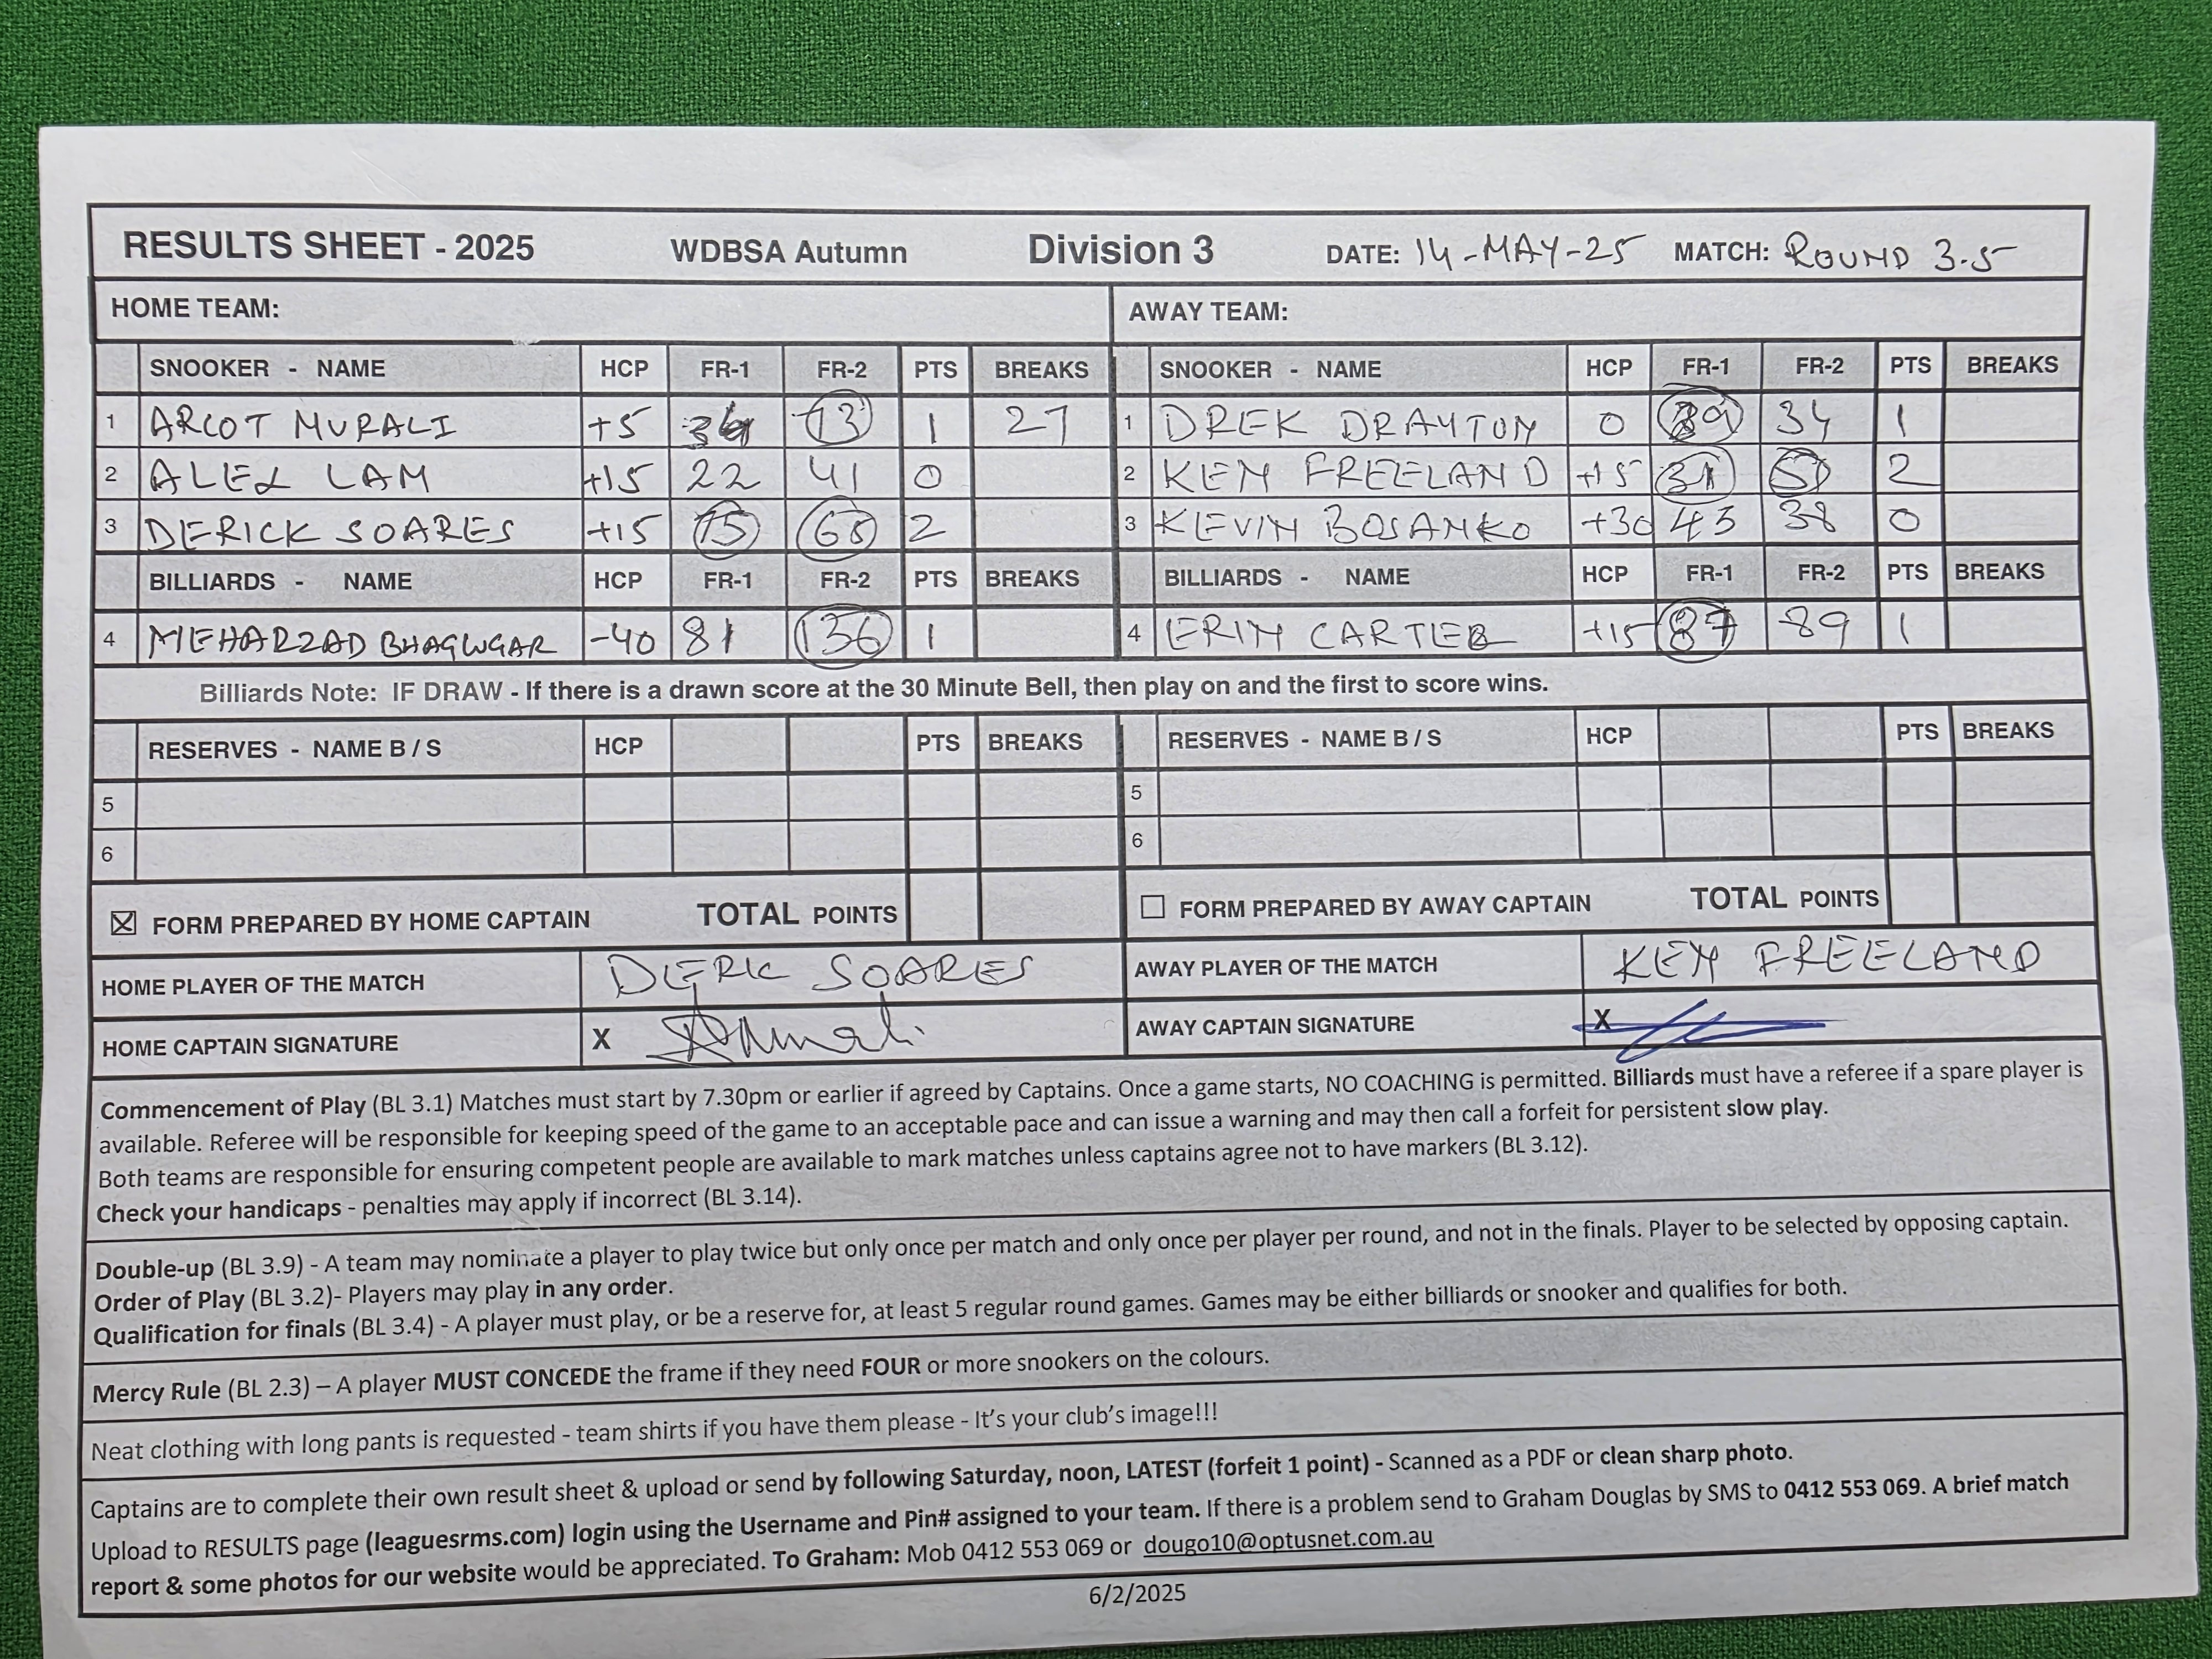 RESULTS SHEET - 2025 WDBSA Autumn Division 3 DATE: 14-MAY-25 MATCH: ROUND 3.5
HOME TEAM: AWAY TEAM:
SNOOKER - NAME HCP FR-1 FR-2 PTS BREAKS SNOOKER - NAME HCP FR-1 FR-2 PTS BREAKS
1 ARCOT MURALI +5 73 1 27 1 DREK DRAYTON 0 34 1
2 ALEX LAM +15 22 41 0 2 KEN FREELAND +15 31 2
3 DERICK SOARES +15 75 68 2 3 KEVIN BOSANKO +30 43 38 0
BILLIARDS - NAME HCP FR-1 FR-2 PTS BREAKS BILLIARDS - NAME HCP FR-1 FR-2 PTS BREAKS
4 MEHARZAD BHAGWGAR -40 81 136 1 4 ERIN CARTER +15 87 89 1
Billiards Note: IF DRAW - If there is a drawn score at the 30 Minute Bell, then play on and the first to score wins.
RESERVES - NAME B / S HCP PTS BREAKS RESERVES - NAME B / S HCP PTS BREAKS
5 5
6 6
FORM PREPARED BY HOME CAPTAIN TOTAL POINTS FORM PREPARED BY AWAY CAPTAIN TOTAL POINTS
HOME PLAYER OF THE MATCH DERIC SOARES AWAY PLAYER OF THE MATCH KEN FREELAND
HOME CAPTAIN SIGNATURE X AWAY CAPTAIN SIGNATURE X
Commencement of Play (BL 3.1) Matches must start by 7.30pm or earlier if agreed by Captains. Once a game starts, NO COACHING is permitted. Billiards must have a referee if a spare player is
available. Referee will be responsible for keeping speed of the game to an acceptable pace and can issue a warning and may then call a forfeit for persistent slow play.
Both teams are responsible for ensuring competent people are available to mark matches unless captains agree not to have markers (BL 3.12).
Check your handicaps - penalties may apply if incorrect (BL 3.14).
Double-up (BL 3.9) - A team may nominate a player to play twice but only once per match and only once per player per round, and not in the finals. Player to be selected by opposing captain.
Order of Play (BL 3.2)- Players may play in any order.
Qualification for finals (BL 3.4) - A player must play, or be a reserve for, at least 5 regular round games. Games may be either billiards or snooker and qualifies for both.
Mercy Rule (BL 2.3) – A player MUST CONCEDE the frame if they need FOUR or more snookers on the colours.
Neat clothing with long pants is requested - team shirts if you have them please - It's your club's image!!!
Captains are to complete their own result sheet & upload or send by following Saturday, noon, LATEST (forfeit 1 point) - Scanned as a PDF or clean sharp photo.
Upload to RESULTS page (leaguesrms.com) login using the Username and Pin# assigned to your team. If there is a problem send to Graham Douglas by SMS to 0412 553 069. A brief match
report & some photos for our website would be appreciated. To Graham: Mob 0412 553 069 or dougo10@optusnet.com.au
6/2/2025